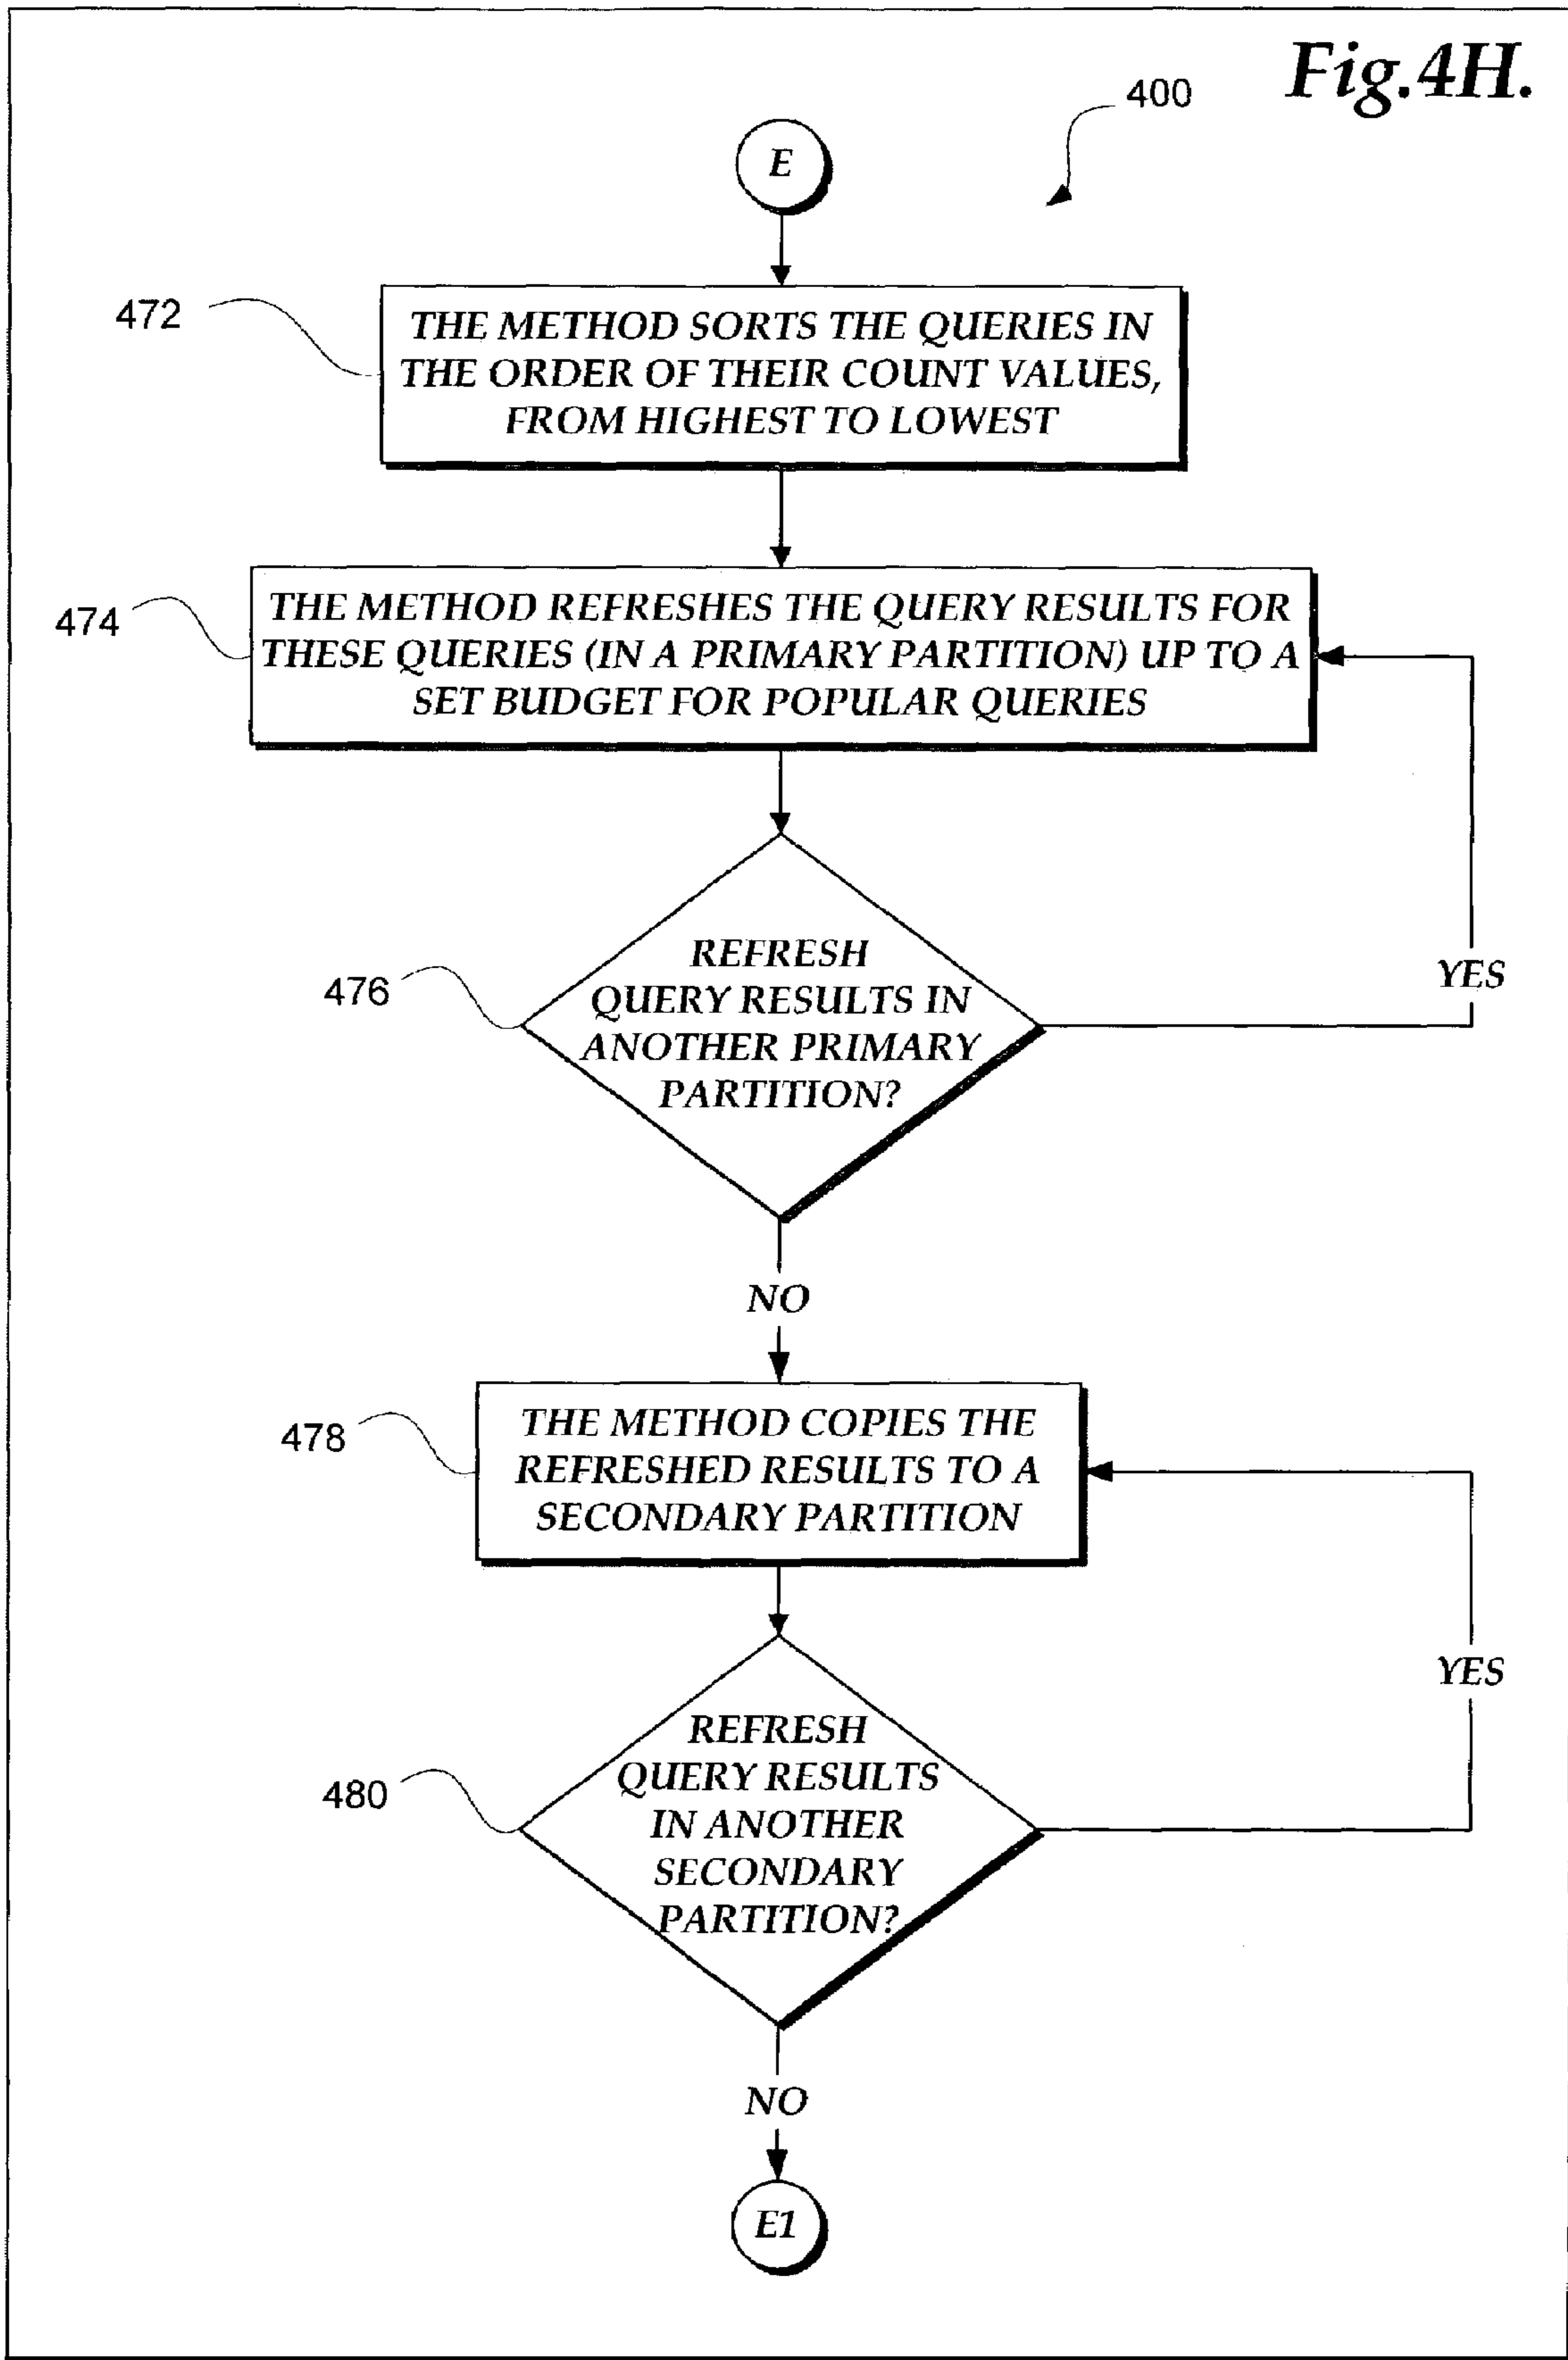 Fig.4H.
400
E
472
THE METHOD SORTS THE QUERIES IN
THE ORDER OF THEIR COUNT VALUES,
FROM HIGHEST TO LOWEST
474
THE METHOD REFRESHES THE QUERY RESULTS FOR
THESE QUERIES (IN A PRIMARY PARTITION) UP TO A
SET BUDGET FOR POPULAR QUERIES
476
REFRESH
QUERY RESULTS IN
ANOTHER PRIMARY
PARTITION?
YES
NO
478
THE METHOD COPIES THE
REFRESHED RESULTS TO A
SECONDARY PARTITION
480
REFRESH
QUERY RESULTS
IN ANOTHER
SECONDARY
PARTITION?
YES
NO
E1